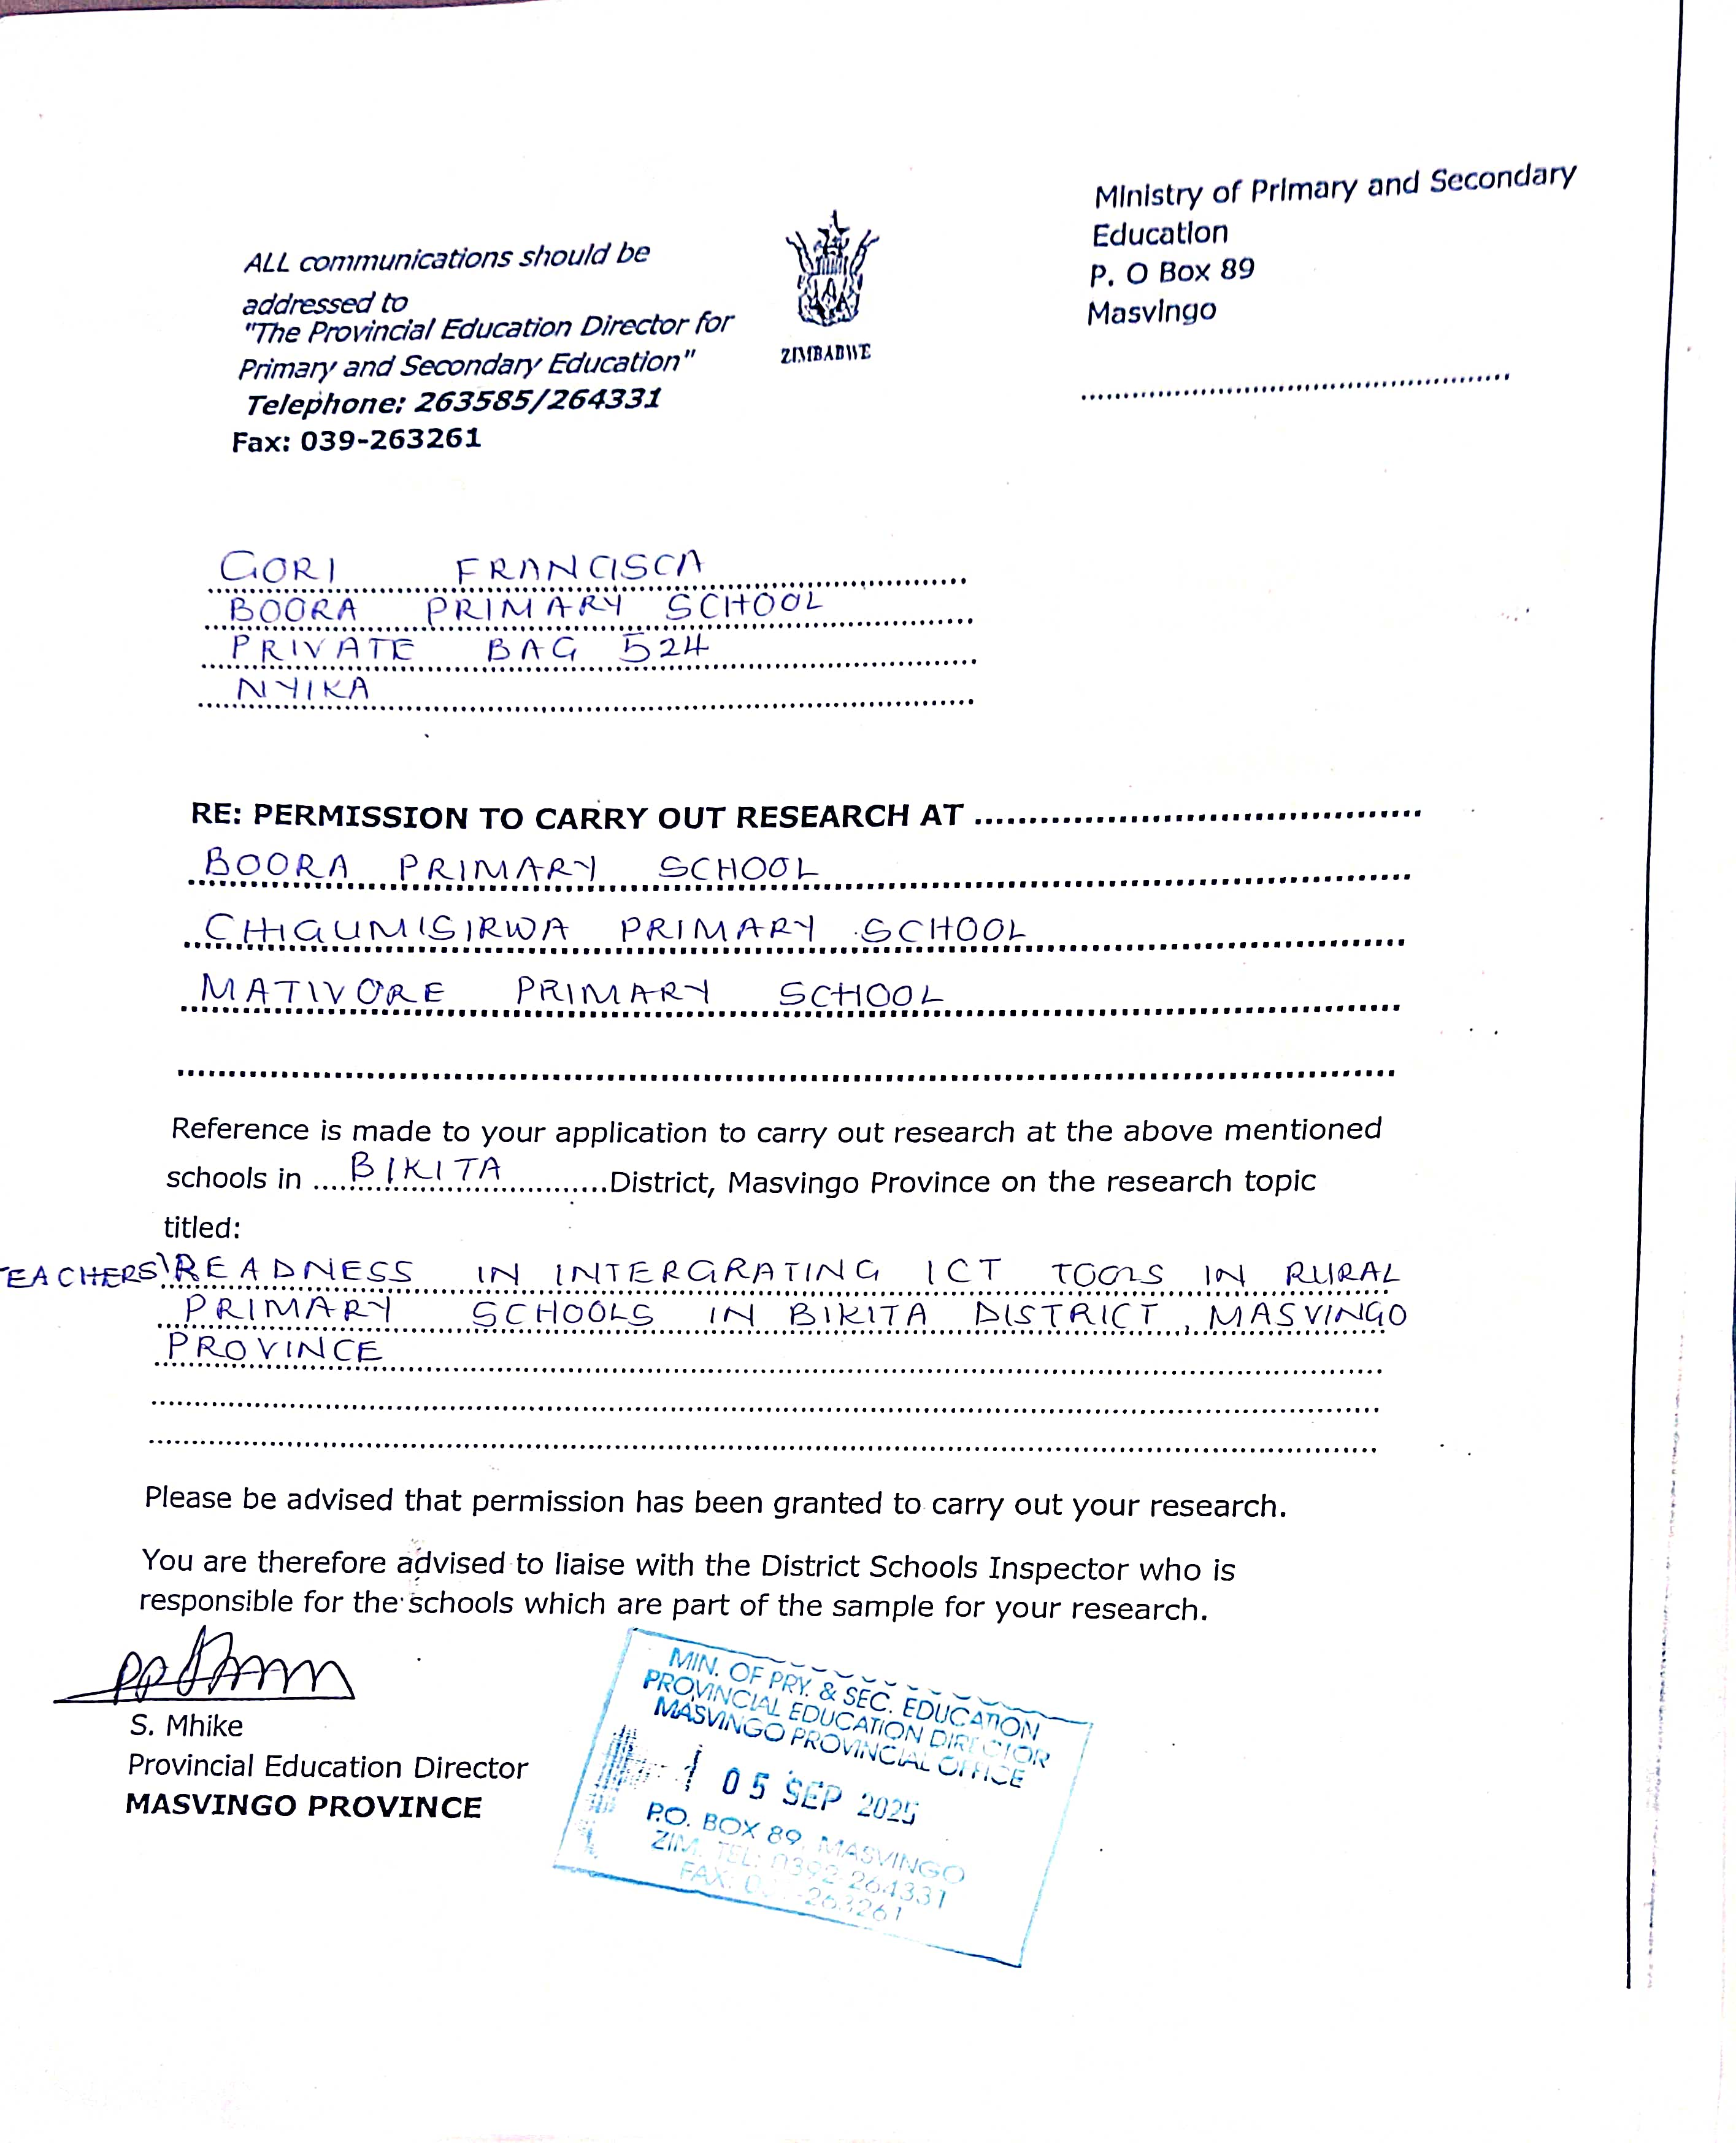 ALL communications should be
addressed to
"The Provincial Education Director for
Primary and Secondary Education"
Telephone: 263585/264331
Fax: 039-263261
ZIMBABWE
Ministry of Primary and Secondary
Education
P. O Box 89
Masvingo
GORI FRANCISCA
BOORA PRIMARY SCHOOL
PRIVATE BAG 524
NYIKA
RE: PERMISSION TO CARRY OUT RESEARCH AT
BOORA PRIMARY SCHOOL
CHIGUMISIRWA PRIMARY SCHOOL
MATIVORE PRIMARY SCHOOL
Reference is made to your application to carry out research at the above mentioned
schools in BIKITA District, Masvingo Province on the research topic
titled:
TEACHERS' READNESS IN INTERGRATING ICT TOOLS IN RURAL
PRIMARY SCHOOLS IN BIKITA DISTRICT, MASVINGO
PROVINCE
Please be advised that permission has been granted to carry out your research.
You are therefore advised to liaise with the District Schools Inspector who is
responsible for the schools which are part of the sample for your research.
pp
S. Mhike
Provincial Education Director
MASVINGO PROVINCE
MIN. OF PRY. & SEC. EDUCATION
PROVINCIAL EDUCATION DIRECTOR
MASVINGO PROVINCIAL OFFICE
05 SEP 2025
P.O. BOX 89, MASVINGO
ZIM. TEL: 0392-264331
FAX: -263261